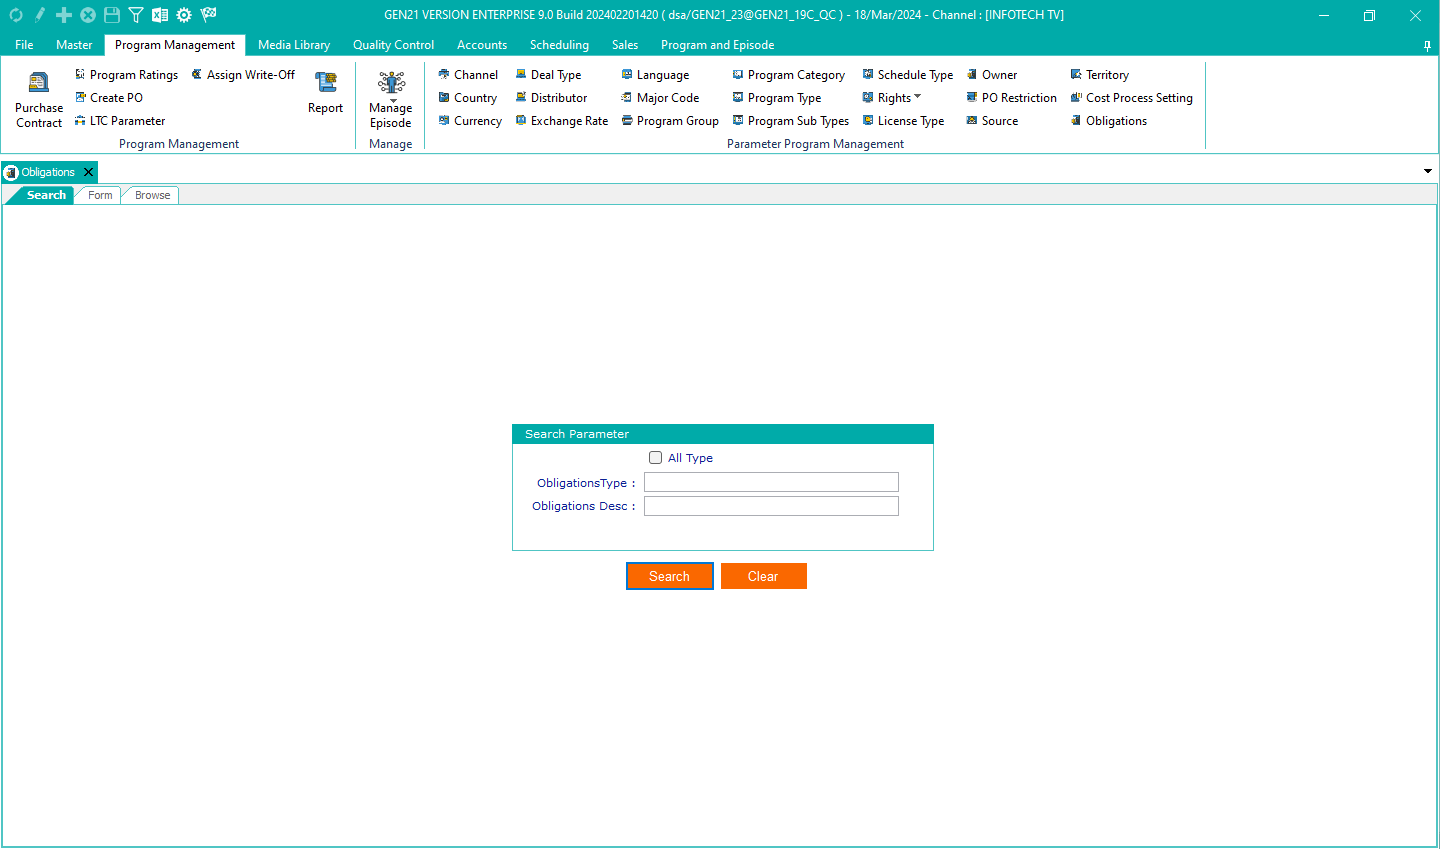 GEN21 VERSION ENTERPRISE 9.0 Build 202402201420 ( dsa/GEN21_23@GEN21_19C_QC ) - 18/Mar/2024 - Channel : [INFOTECH TV]
File Master Program Management Media Library Quality Control Accounts Scheduling Sales Program and Episode
Purchase Contract
Program Ratings
Create PO
LTC Parameter
Assign Write-Off
Report
Program Management
Manage Episode
Manage
Channel
Country
Currency
Deal Type
Distributor
Exchange Rate
Language
Major Code
Program Group
Program Category
Program Type
Program Sub Types
Schedule Type
Rights
License Type
Owner
PO Restriction
Source
Territory
Cost Process Setting
Obligations
Parameter Program Management
Obligations
Search Form Browse
Search Parameter
All Type
ObligationsType :
Obligations Desc :
Search Clear